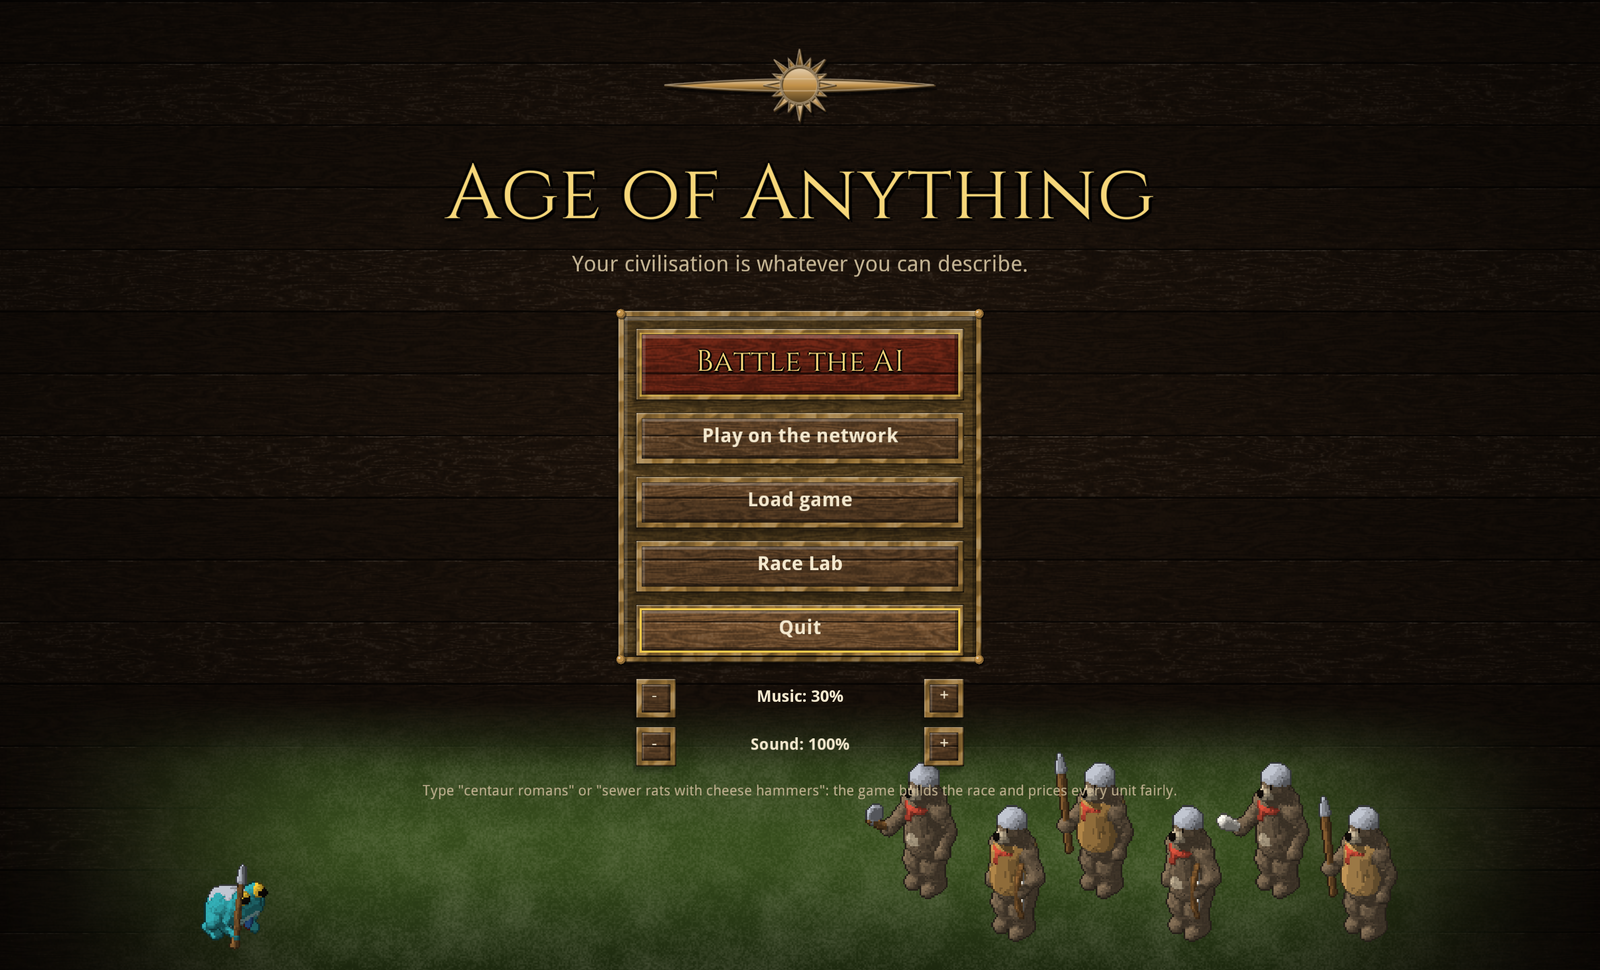 Age of Anything
Your civilisation is whatever you can describe.
Battle the AI
Play on the network
Load game
Race Lab
Quit
- Music: 30% +
- Sound: 100% +
Type "centaur romans" or "sewer rats with cheese hammers": the game builds the race and prices every unit fairly.